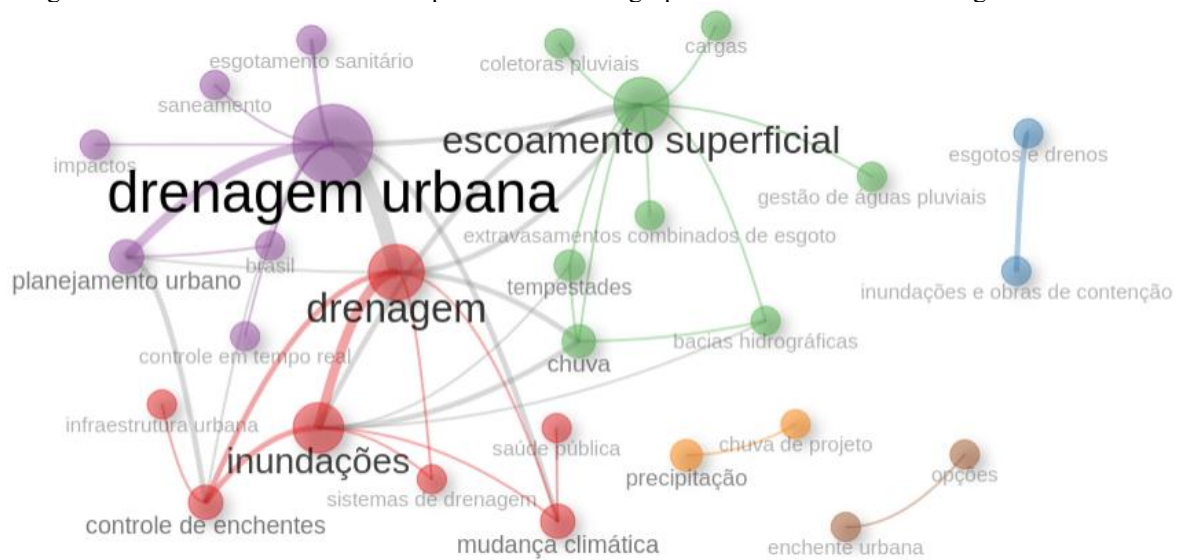 cargas
esgotamento sanitário
coletoras pluviais
saneamento
escoamento superficial
esgotos e drenos
impactos
drenagem urbana
gestão de águas pluviais
extravasamentos combinados de esgoto
brasil
planejamento urbano
tempestades
inundações e obras de contenção
drenagem
bacias hidrográficas
controle em tempo real
chuva
infraestrutura urbana
saúde pública
chuva de projeto
inundações
precipitação
opções
sistemas de drenagem
controle de enchentes
mudança climática
enchente urbana